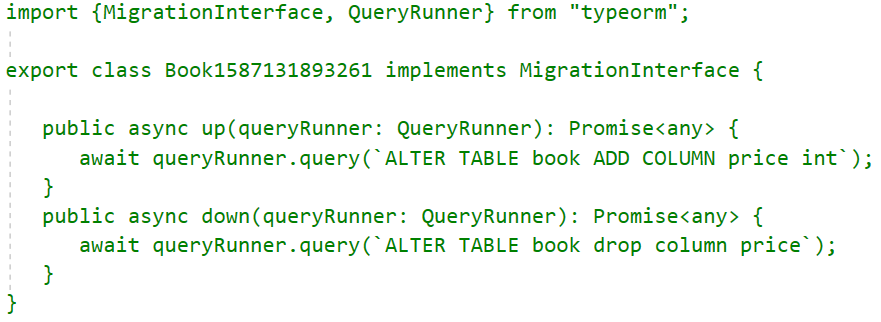 import {MigrationInterface, QueryRunner} from "typeorm";
export class Book1587131893261 implements MigrationInterface {
public async up(queryRunner: QueryRunner): Promise<any> {
await queryRunner.query(`ALTER TABLE book ADD COLUMN price int`);
}
public async down(queryRunner: QueryRunner): Promise<any> {
await queryRunner.query(`ALTER TABLE book drop column price`);
}
}